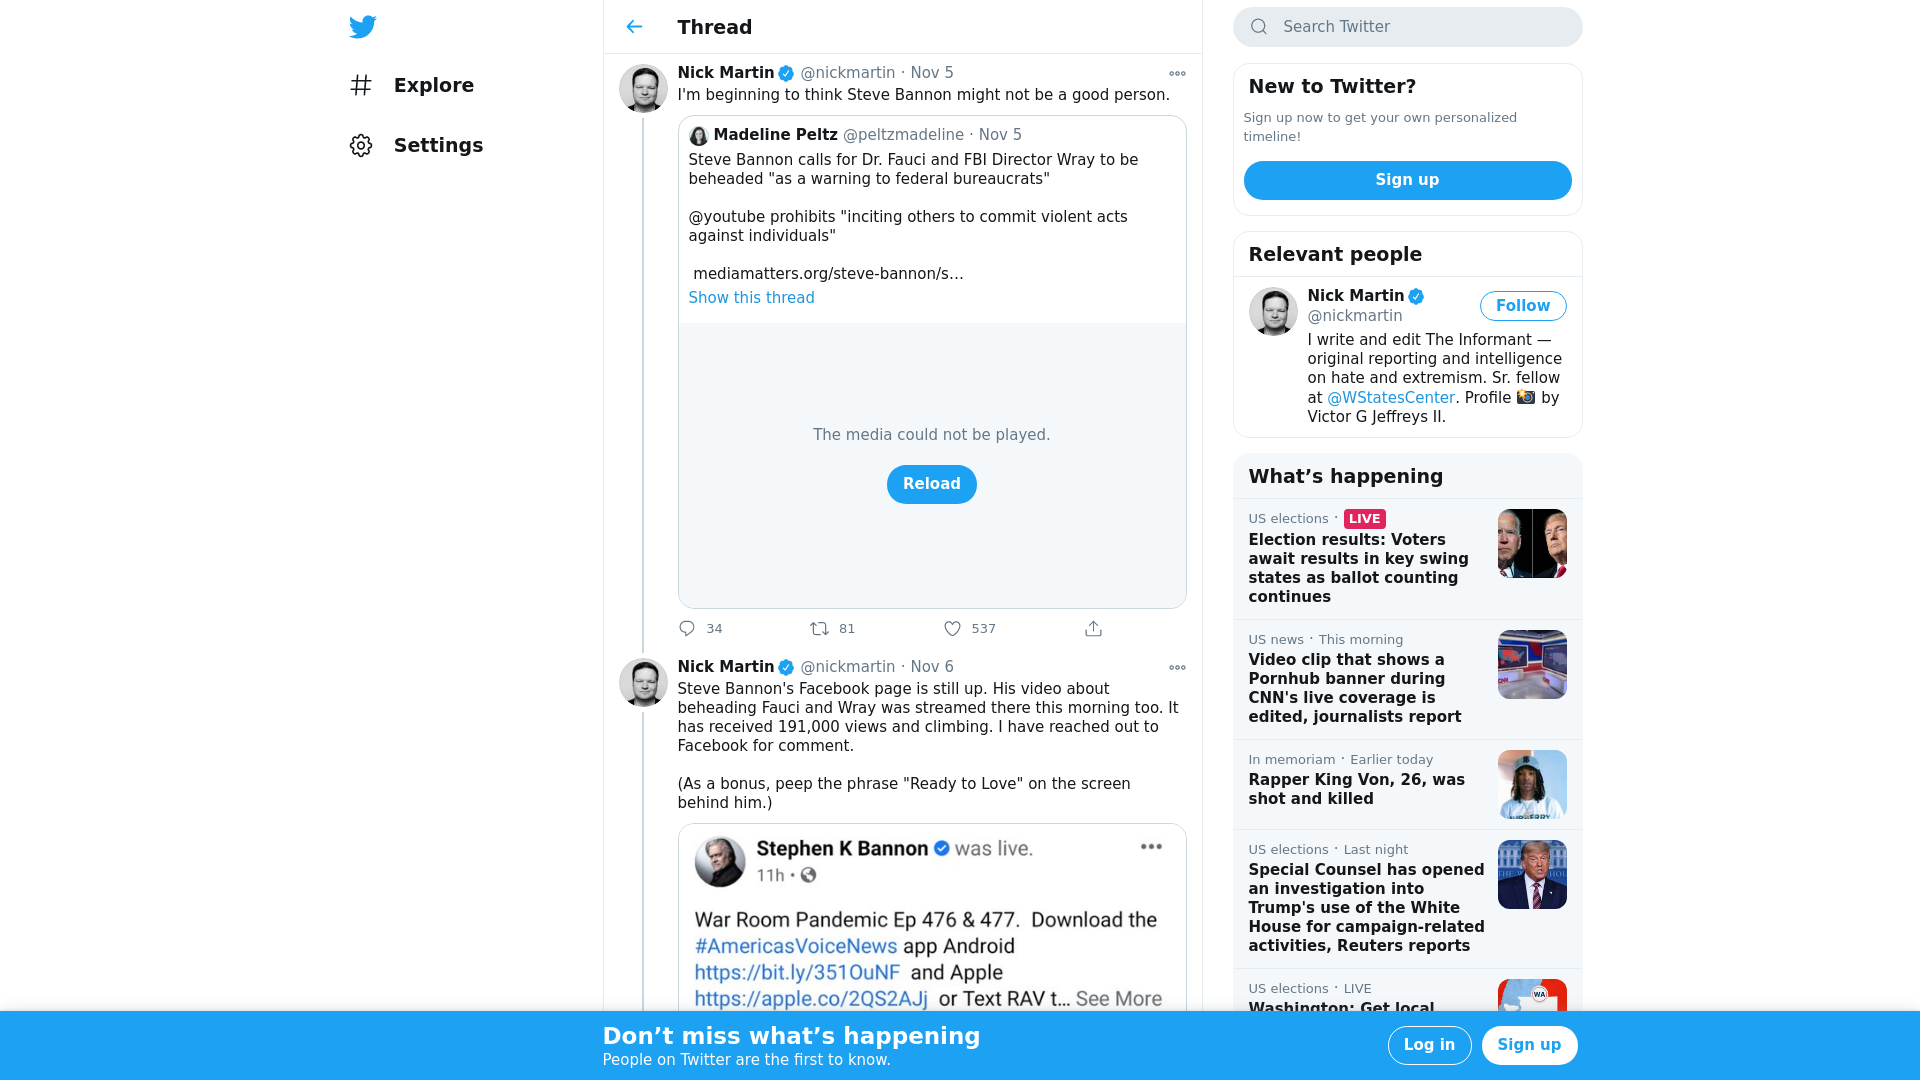 Explore
Settings
Thread
Nick Martin @nickmartin · Nov 5
I'm beginning to think Steve Bannon might not be a good person.
Madeline Peltz @peltzmadeline · Nov 5
Steve Bannon calls for Dr. Fauci and FBI Director Wray to be
beheaded "as a warning to federal bureaucrats"
@youtube prohibits "inciting others to commit violent acts
against individuals"
mediamatters.org/steve-bannon/s…
Show this thread
The media could not be played.
Reload
34 81 537
Nick Martin @nickmartin · Nov 6
Steve Bannon's Facebook page is still up. His video about
beheading Fauci and Wray was streamed there this morning too. It
has received 191,000 views and climbing. I have reached out to
Facebook for comment.
(As a bonus, peep the phrase "Ready to Love" on the screen
behind him.)
Stephen K Bannon was live.
11h ·
War Room Pandemic Ep 476 & 477. Download the
#AmericasVoiceNews app Android
https://bit.ly/351OuNF and Apple
https://apple.co/2QS2AJj or Text RAV t... See More
Search Twitter
New to Twitter?
Sign up now to get your own personalized
timeline!
Sign up
Relevant people
Nick Martin
@nickmartin
Follow
I write and edit The Informant —
original reporting and intelligence
on hate and extremism. Sr. fellow
at @WStatesCenter. Profile 📸 by
Victor G Jeffreys II.
What’s happening
US elections · LIVE
Election results: Voters
await results in key swing
states as ballot counting
continues
US news · This morning
Video clip that shows a
Pornhub banner during
CNN's live coverage is
edited, journalists report
In memoriam · Earlier today
Rapper King Von, 26, was
shot and killed
US elections · Last night
Special Counsel has opened
an investigation into
Trump's use of the White
House for campaign-related
activities, Reuters reports
US elections · LIVE
Washington: Get local
WA
Don’t miss what’s happening
People on Twitter are the first to know.
Log in
Sign up